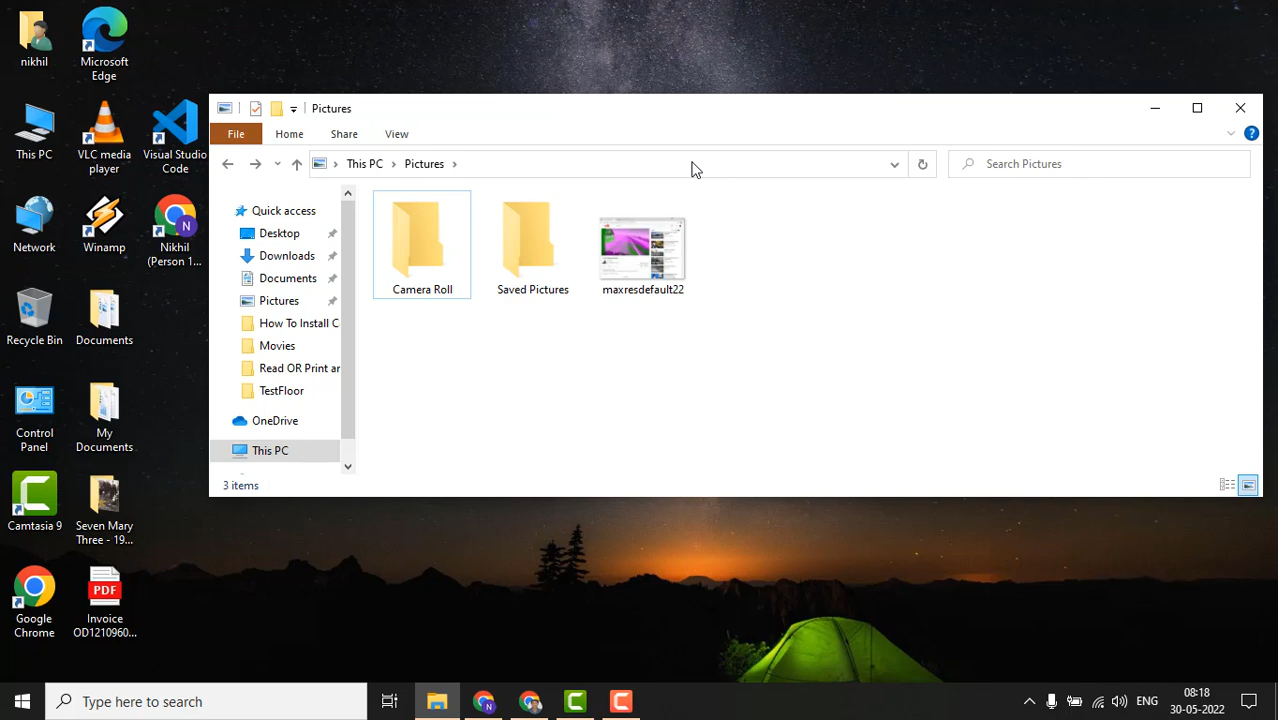 nikhil
Microsoft
Edge
This PC
VLC media
player
Visual Studio
Code
Network
Winamp
Nikhil
(Person 1...
Recycle Bin
Documents
Control
Panel
My
Documents
Camtasia 9
Seven Mary
Three - 19...
Google
Chrome
PDF
Invoice
OD1210960...
Pictures
File
Home
Share
View
This PC
Pictures
Search Pictures
Quick access
Desktop
Downloads
Documents
Pictures
How To Install C
Movies
Read OR Print ar
TestFloor
OneDrive
This PC
Camera Roll
Saved Pictures
maxresdefault22
3 items
Type here to search
N
ENG
08:18
30-05-2022